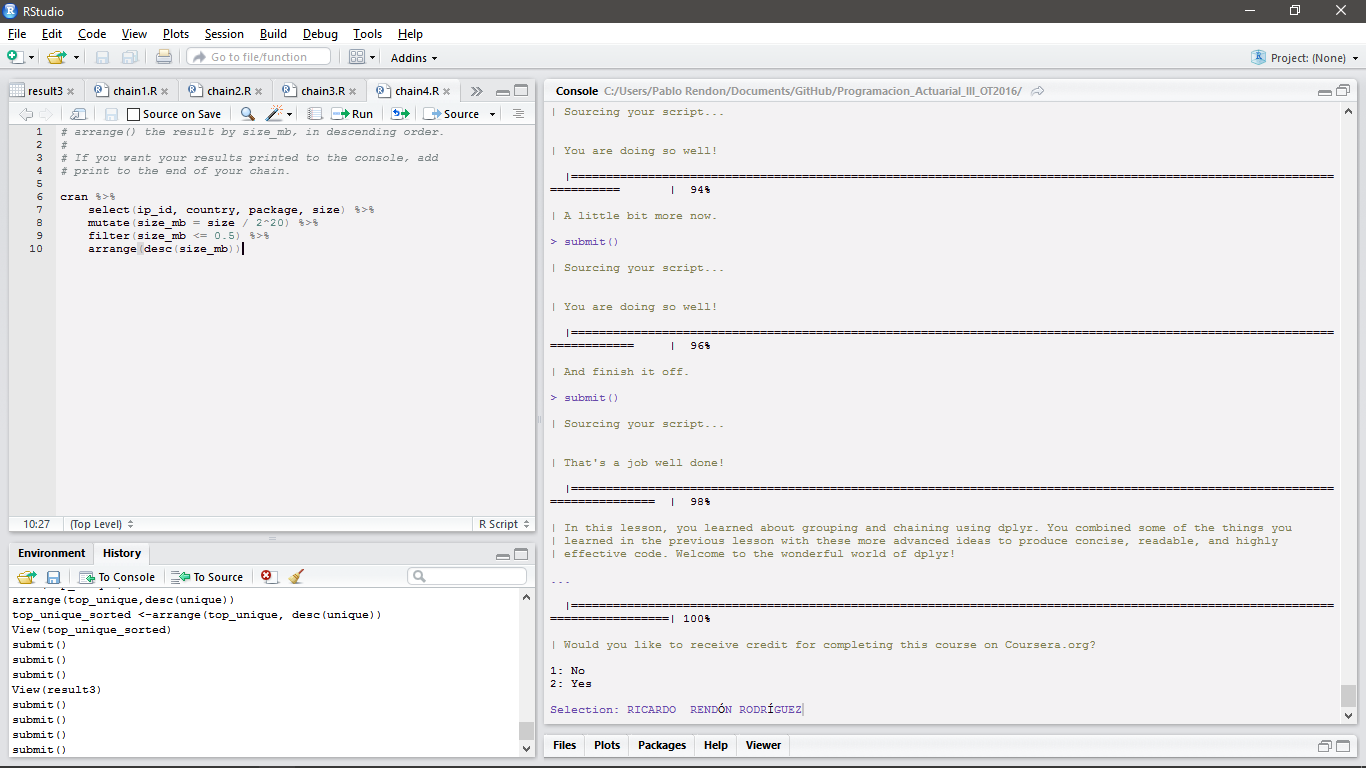 RStudio
File Edit Code View Plots Session Build Debug Tools Help
Go to file/function Addins Project: (None)
result3 chain1.R chain2.R chain3.R chain4.R
Source on Save Run Source
1 # arrange() the result by size_mb, in descending order.
2 #
3 # If you want your results printed to the console, add
4 # print to the end of your chain.
5
6 cran %>%
7 select(ip_id, country, package, size) %>%
8 mutate(size_mb = size / 2^20) %>%
9 filter(size_mb <= 0.5) %>%
10 arrange(desc(size_mb))
10:27 (Top Level) R Script
Environment History
To Console To Source
arrange(top_unique,desc(unique))
top_unique_sorted <-arrange(top_unique, desc(unique))
View(top_unique_sorted)
submit()
submit()
submit()
View(result3)
submit()
submit()
submit()
submit()
Console C:/Users/Pablo Rendon/Documents/GitHub/Programacion_Actuarial_III_OT2016/
| Sourcing your script...
| You are doing so well!
|==============================================================================================================
========== | 94%
| A little bit more now.
> submit()
| Sourcing your script...
| You are doing so well!
|==============================================================================================================
============ | 96%
| And finish it off.
> submit()
| Sourcing your script...
| That's a job well done!
|==============================================================================================================
=============== | 98%
| In this lesson, you learned about grouping and chaining using dplyr. You combined some of the things you
| learned in the previous lesson with these more advanced ideas to produce concise, readable, and highly
| effective code. Welcome to the wonderful world of dplyr!
...
|==============================================================================================================
=================| 100%
| Would you like to receive credit for completing this course on Coursera.org?
1: No
2: Yes
Selection: RICARDO  RENDÓN RODRÍGUEZ
Files Plots Packages Help Viewer